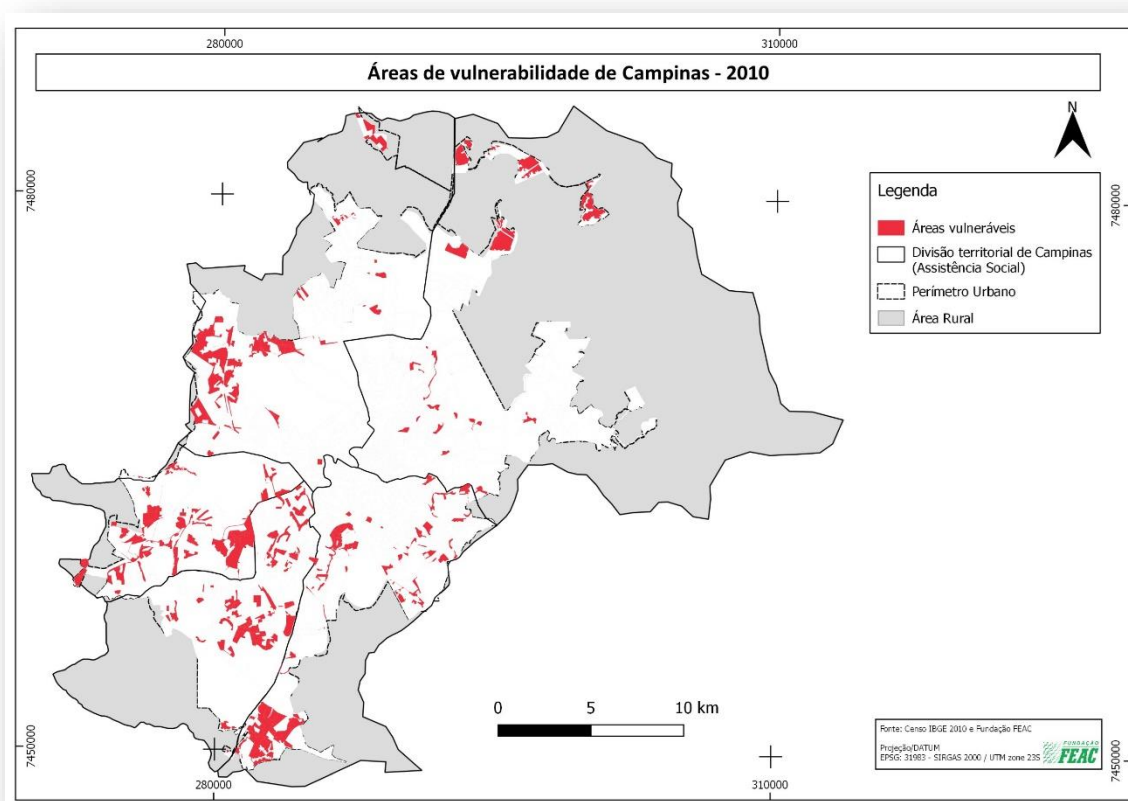 280000
310000
Áreas de vulnerabilidade de Campinas - 2010
N
7480000
7480000
Legenda
Áreas vulneráveis
Divisão territorial de Campinas
(Assistência Social)
Perímetro Urbano
Área Rural
0 5 10 km
Fonte: Censo IBGE 2010 e Fundação FEAC
Projeção/DATUM
EPSG: 31983 - SIRGAS 2000 / UTM zone 23S
FUNDAÇÃO
FEAC
7450000
7450000
280000
310000